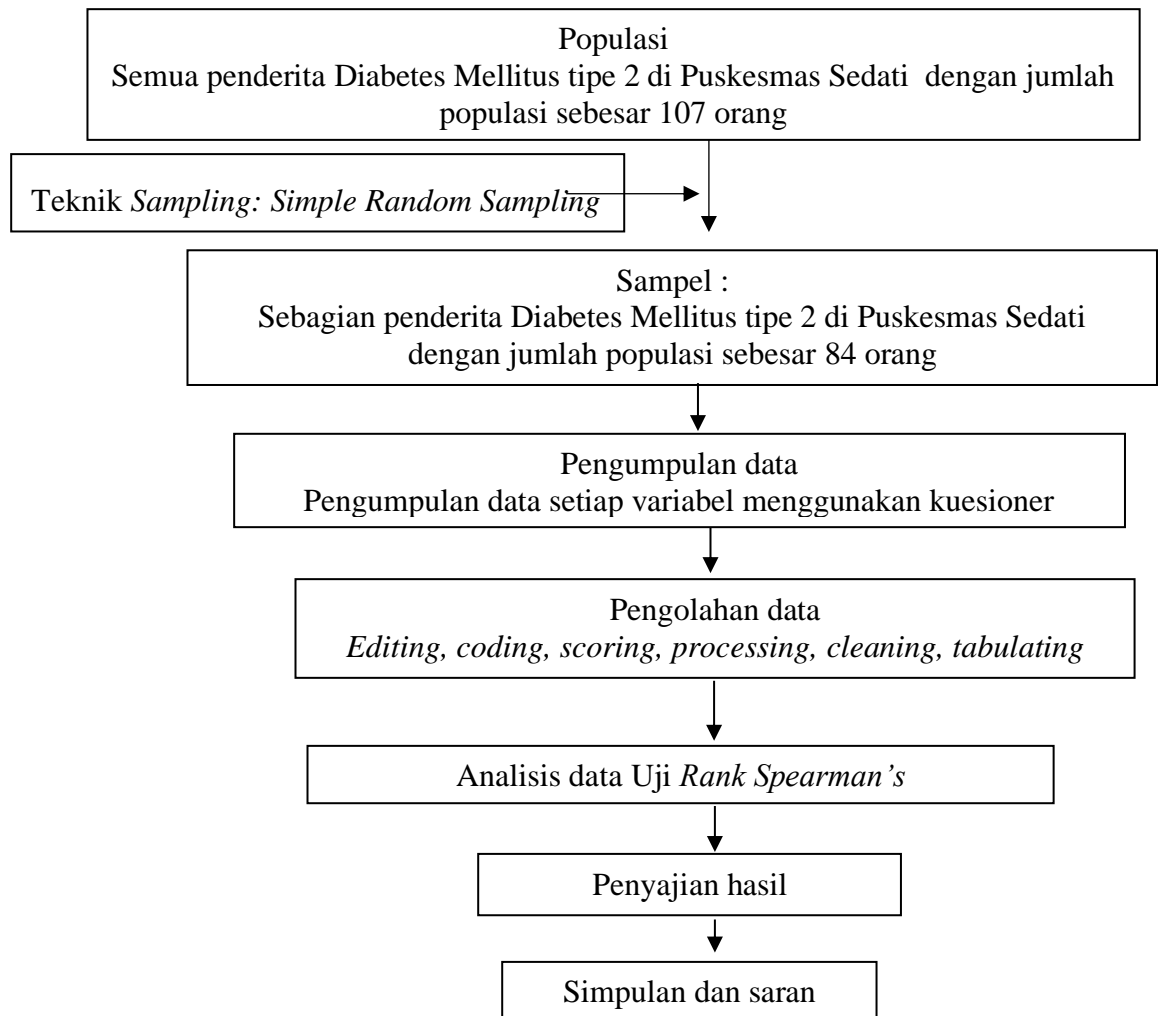 Populasi
Semua penderita Diabetes Mellitus tipe 2 di Puskesmas Sedati dengan jumlah
populasi sebesar 107 orang
Teknik Sampling: Simple Random Sampling
Sampel :
Sebagian penderita Diabetes Mellitus tipe 2 di Puskesmas Sedati
dengan jumlah populasi sebesar 84 orang
Pengumpulan data
Pengumpulan data setiap variabel menggunakan kuesioner
Pengolahan data
Editing, coding, scoring, processing, cleaning, tabulating
Analisis data Uji Rank Spearman’s
Penyajian hasil
Simpulan dan saran